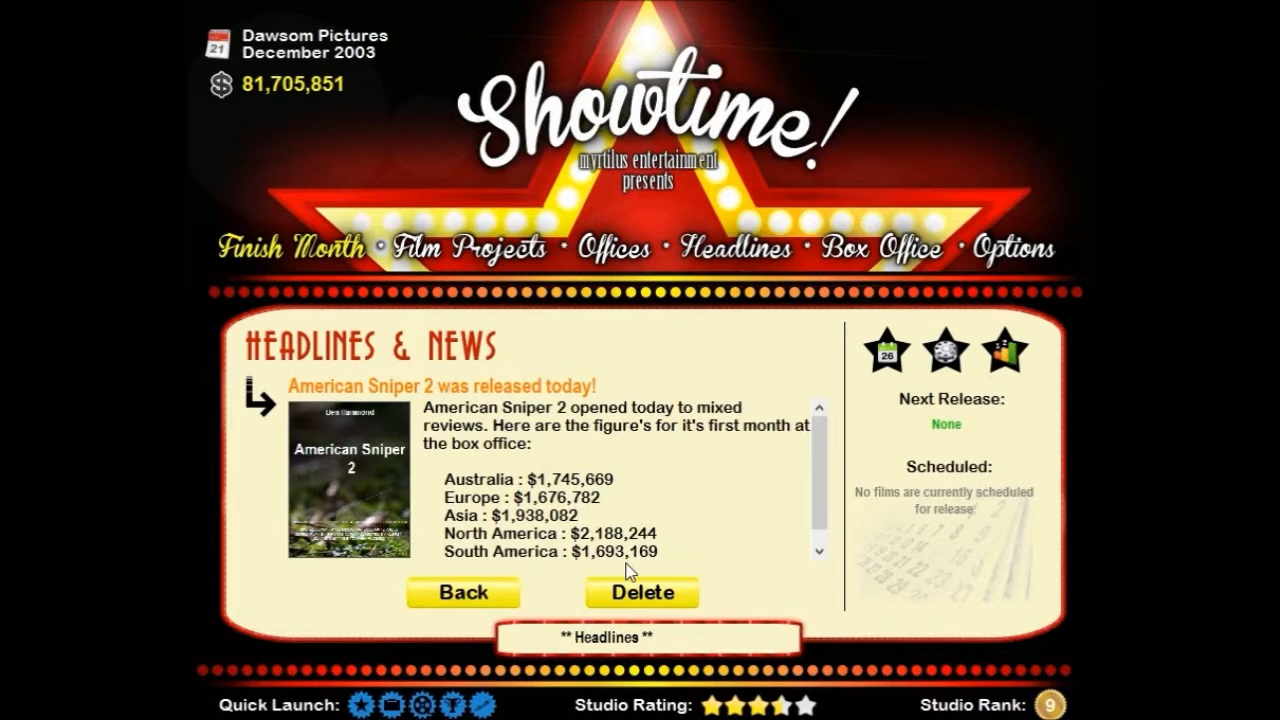 Dawsom Pictures
December 2003
21
81,705,851
Showtime!
myrtilus entertainment
presents
Finish Month * Film Projects * Offices * Headlines * Box Office * Options
HEADLINES & NEWS
American Sniper 2 was released today!
American Sniper
2
American Sniper 2 opened today to mixed
reviews. Here are the figure's for it's first month at
the box office:
Australia : $1,745,669
Europe : $1,676,782
Asia : $1,938,082
North America : $2,188,244
South America : $1,693,169
Back
Delete
26
Next Release:
None
Scheduled:
No films are currently scheduled
for release
** Headlines **
Quick Launch:
Studio Rating:
Studio Rank: 9